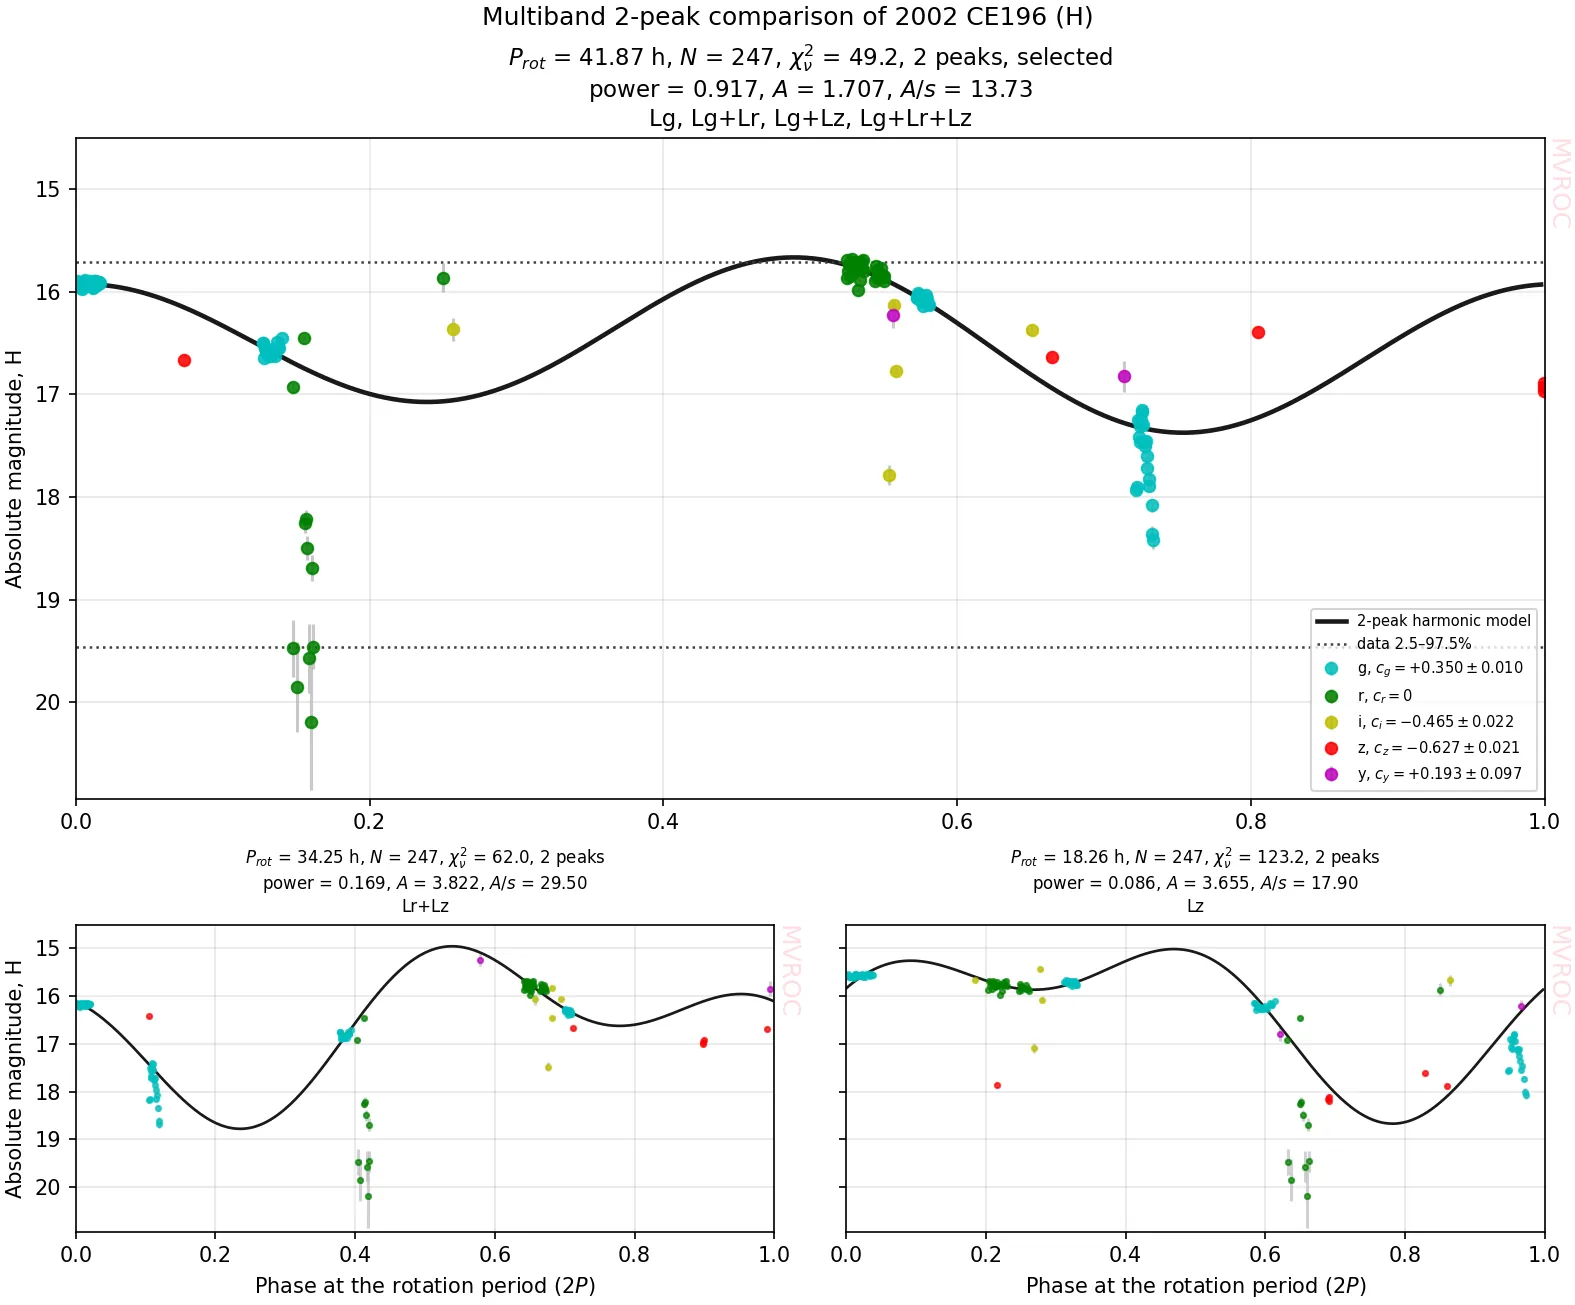 Multiband 2-peak comparison of 2002 CE196 (H)
P_rot = 41.87 h, N = 247, χ²_ν = 49.2, 2 peaks, selected
power = 0.917, A = 1.707, A/s = 13.73
Lg, Lg+Lr, Lg+Lz, Lg+Lr+Lz
MVROC
Absolute magnitude, H
15
16
17
18
19
20
2-peak harmonic model
data 2.5–97.5%
g, c_g = +0.350 ± 0.010
r, c_r = 0
i, c_i = −0.465 ± 0.022
z, c_z = −0.627 ± 0.021
y, c_y = +0.193 ± 0.097
0.0 0.2 0.4 0.6 0.8 1.0
P_rot = 34.25 h, N = 247, χ²_ν = 62.0, 2 peaks
power = 0.169, A = 3.822, A/s = 29.50
Lr+Lz
MVROC
Absolute magnitude, H
15
16
17
18
19
20
0.0 0.2 0.4 0.6 0.8 1.0
Phase at the rotation period (2P)
P_rot = 18.26 h, N = 247, χ²_ν = 123.2, 2 peaks
power = 0.086, A = 3.655, A/s = 17.90
Lz
MVROC
0.0 0.2 0.4 0.6 0.8 1.0
Phase at the rotation period (2P)